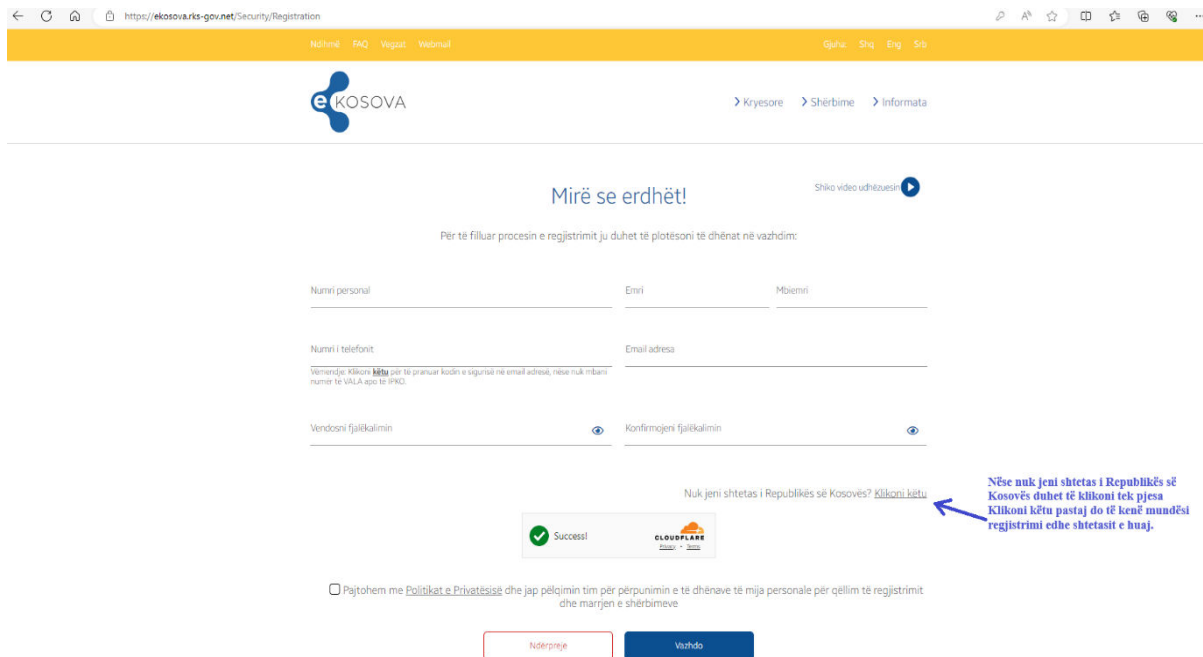 https://ekosova.rks-gov.net/Security/Registration
Ndihmë FAQ Veglat Webmail
Gjuha: Shq Eng Srb
e KOSOVA
Kryesore Shërbime Informata
Mirë se erdhët!
Shiko video udhëzuesin
Për të filluar procesin e regjistrimit ju duhet të plotësoni të dhënat në vazhdim:
Numri personal
Emri
Mbiemri
Numri i telefonit
Email adresa
Vëmendje: Klikoni këtu për të pranuar kodin e sigurisë në email adresë, nëse nuk mbani
numër të VALA apo të IPKO.
Vendosni fjalëkalimin
Konfirmojeni fjalëkalimin
Nuk jeni shtetas i Republikës së Kosovës? Klikoni këtu
Nëse nuk jeni shtetas i Republikës së
Kosovës duhet të klikoni tek pjesa
Klikoni këtu pastaj do të kenë mundësi
regjistrimi edhe shtetasit e huaj.
Success!
CLOUDFLARE
Privacy • Terms
Pajtohem me Politikat e Privatësisë dhe jap pëlqimin tim për përpunimin e të dhënave të mija personale për qëllim të regjistrimit
dhe marrjen e shërbimeve
Ndërpreje
Vazhdo